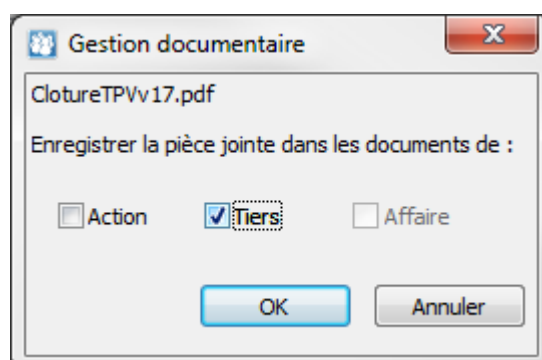 Gestion documentaire
ClotureTPVv17.pdf
Enregistrer la pièce jointe dans les documents de :
Action Tiers Affaire
OK Annuler